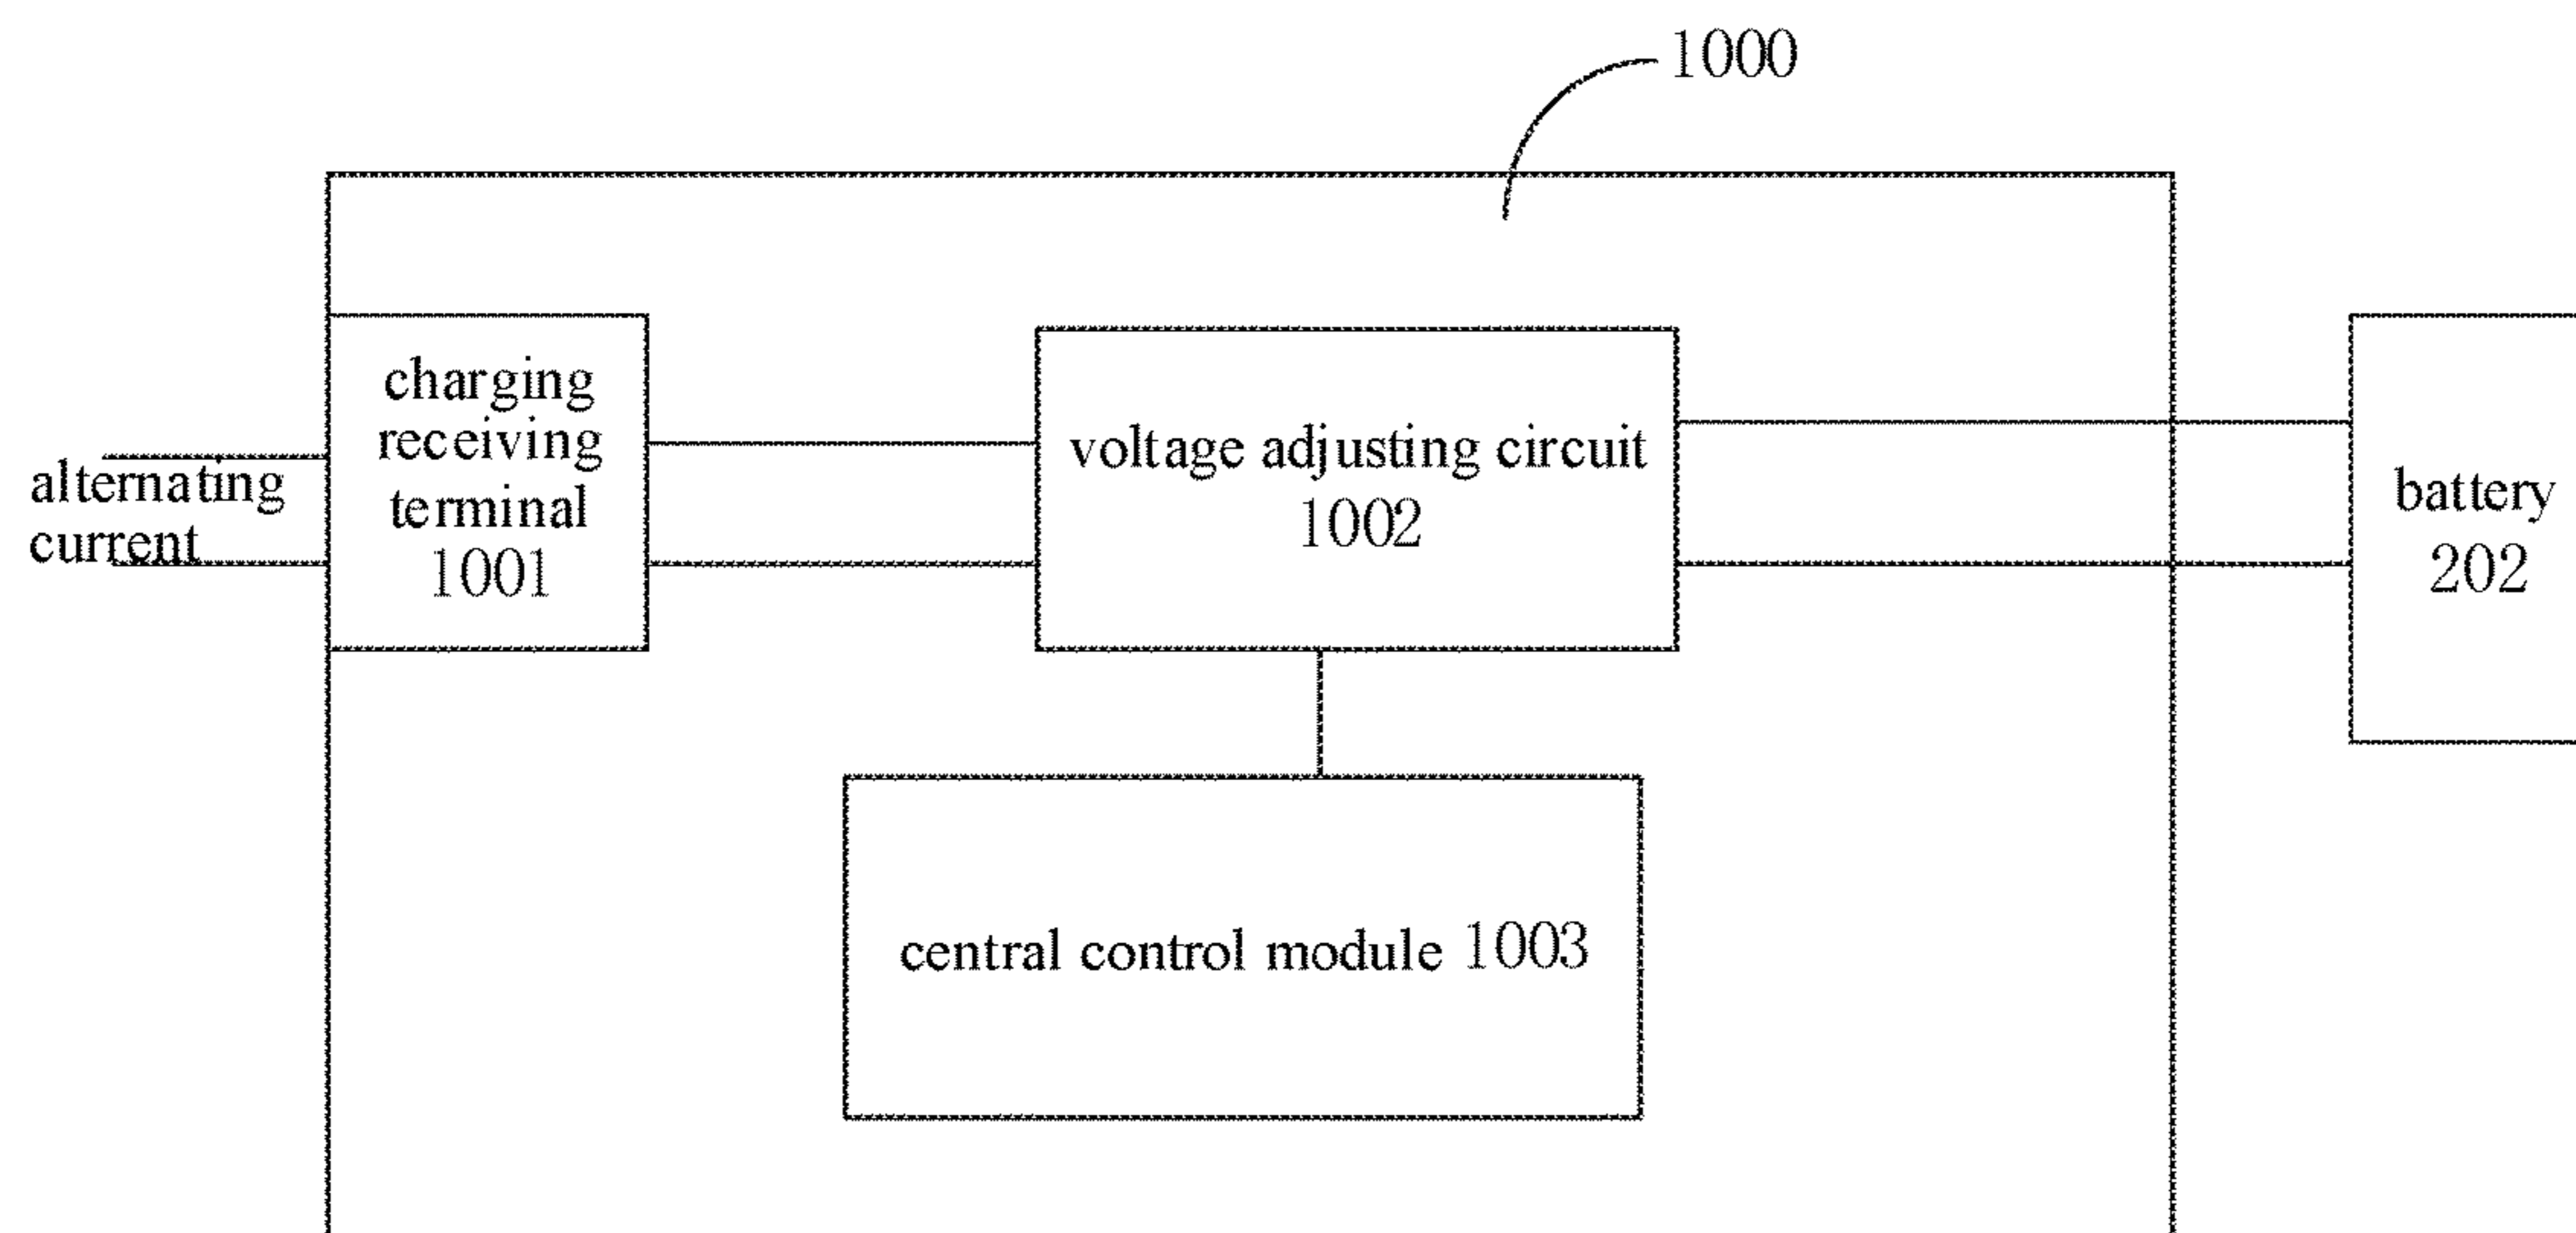 1000
charging
receiving
terminal
1001
alternating
current
voltage adjusting circuit
1002
battery
202
central control module 1003